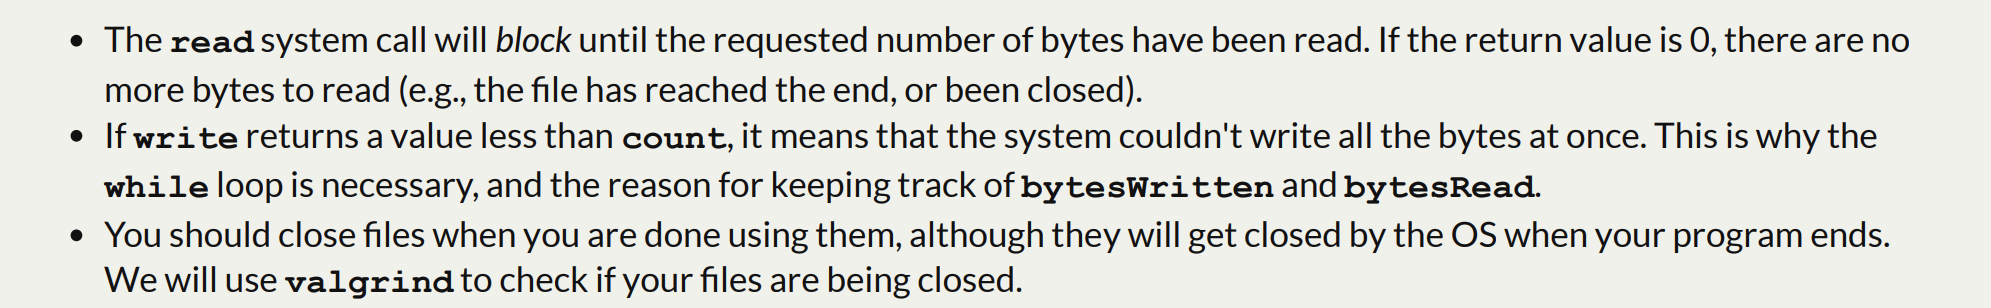 • The read system call will block until the requested number of bytes have been read. If the return value is 0, there are no
more bytes to read (e.g., the file has reached the end, or been closed).
• If write returns a value less than count, it means that the system couldn't write all the bytes at once. This is why the
while loop is necessary, and the reason for keeping track of bytesWritten and bytesRead.
• You should close files when you are done using them, although they will get closed by the OS when your program ends.
We will use valgrind to check if your files are being closed.